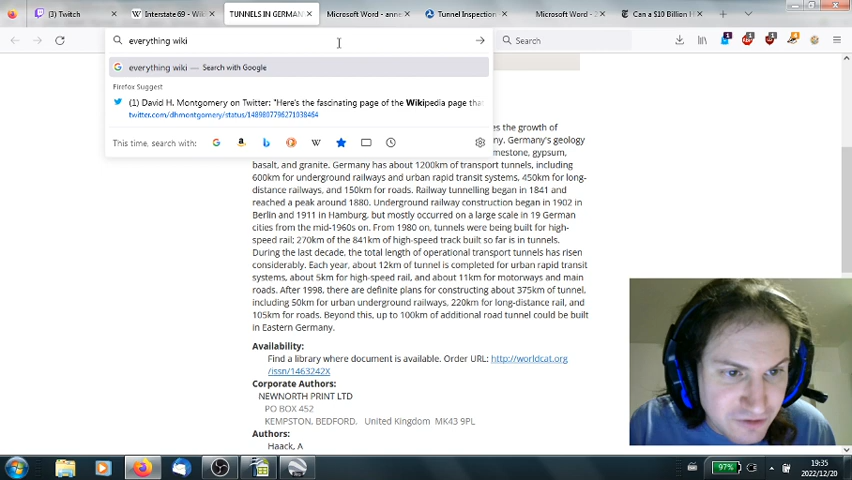 (3) Twitch
Interstate 69 - Wiki
TUNNELS IN GERMAN
Microsoft Word - anne
Tunnel Inspection
Microsoft Word - 2
Can a $10 Billion H
everything wiki
Search
everything wiki — Search with Google
Firefox Suggest
(1) David H. Montgomery on Twitter: "Here's the fascinating page of the Wikipedia page tha
twitter.com/dhmontgomery/status/1489897796271038464
This time, search with:
es the growth of
ny. Germany's geology
mestone, gypsum,
basalt, and granite. Germany has about 1200km of transport tunnels, including
600km for underground railways and urban rapid transit systems, 450km for long-
distance railways, and 150km for roads. Railway tunnelling began in 1841 and
reached a peak around 1880. Underground railway construction began in 1902 in
Berlin and 1911 in Hamburg, but mostly occurred on a large scale in 19 German
cities from the mid-1960s on. From 1980 on, tunnels were being built for high-
speed rail; 270km of the 841km of high-speed track built so far is in tunnels.
During the last decade, the total length of operational transport tunnels has risen
considerably. Each year, about 12km of tunnel is completed for urban rapid transit
systems, about 5km for high-speed rail, and about 11km for motorways and main
roads. After 1998, there are definite plans for constructing about 375km of tunnel,
including 50km for urban underground railways, 220km for long-distance rail, and
105km for roads. Beyond this, up to 100km of additional road tunnel could be built
in Eastern Germany.
Availability:
Find a library where document is available. Order URL: http://worldcat.org
/issn/1463242X
Corporate Authors:
NEWNORTH PRINT LTD
PO BOX 452
KEMPSTON, BEDFORD. United Kingdom MK43 9PL
Authors:
Haack, A
97%
19:35
2022/12/20